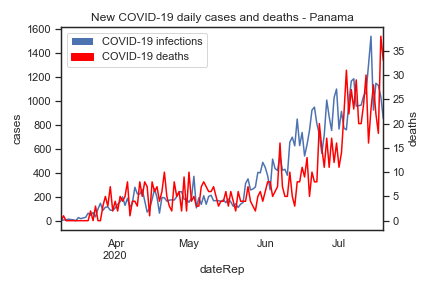 New COVID-19 daily cases and deaths - Panama
COVID-19 infections
COVID-19 deaths
1600
1400
1200
1000
800
600
400
200
0
cases
35
30
25
20
15
10
5
0
deaths
Apr
2020
May
Jun
Jul
dateRep